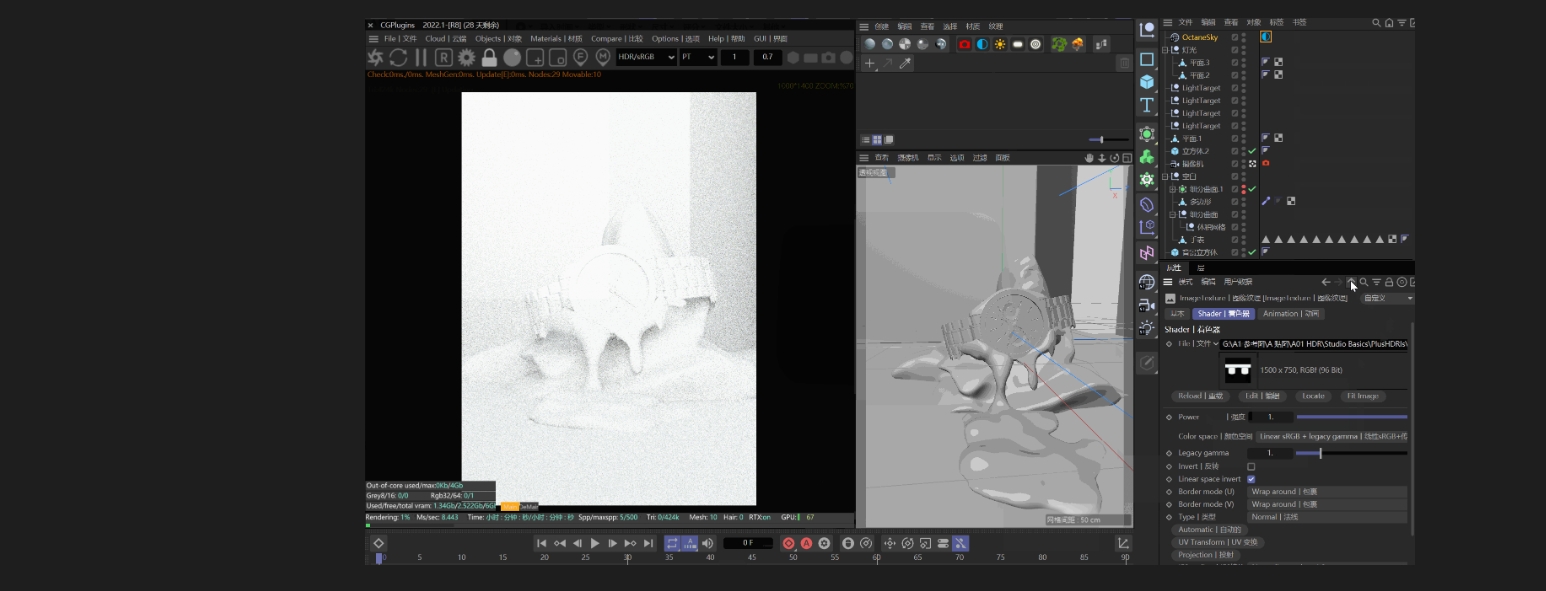 CGPlugins 2022.1-[R8] (28 天剩余)
File | 文件 Cloud | 云端 Objects | 对象 Materials | 材质 Compare | 比较 Options | 选项 Help | 帮助 GUI | 界面
HDR/sRGB PT 1 0.7
Check:0ms./0ms. MeshGen:0ms. Update[E]:0ms. Nodes:29 Movable:10
Out-of-core used/max:0Kb/4Gb
Grey8/16: 0/0 Rgb32/64: 0/1
Used/free/total vram: 1.34Gb/2.522Gb/6G
Rendering: 1% Ms/sec: 8.443 Time: 小时 : 分钟 : 秒/小时 : 分钟 : 秒 Spp/maxspp: 5/500 Tri: 0/424k Mesh: 10 Hair: 0 RTX:on GPU: 67
创建 编辑 查看 选择 材质 纹理
查看 摄像机 显示 选项 过滤 面板
透视视图
X
网格间距 : 50 cm
0 F
0 5 10 15 20 25 30 35 40 45 50 55 60 65 70 75 80 85 90
文件 编辑 查看 对象 标签 书签
OctaneSky
灯光
平面.3
平面.2
LightTarget
LightTarget
LightTarget
LightTarget
平面.1
立方体.2
摄像机
空白
细分曲面.1
多边形
细分曲面
体积网格
手表
属性 层
模式 编辑 用户数据
ImageTexture | 图像纹理 [ImageTexture | 图像纹理] 自定义
基本 Shader | 着色器 Animation | 动画
Shader | 着色器
File | 文件 G:\A1 参考网\A 贴网\A01 HDR\Studio Basics\PlusHDRIs\
1500 x 750, RGBf (96 Bit)
Reload | 重载 Edit | 编辑 Locate Fit Image
Power | 强度 1.
Color space | 颜色空间 Linear sRGB + legacy gamma | 线性sRGB+传
Legacy gamma 1.
Invert | 反转
Linear space invert
Border mode (U) Wrap around | 包裹
Border mode (V) Wrap around | 包裹
Type | 类型 Normal | 法线
Automatic | 自动的
UV Transform | UV 变换
Projection | 投射